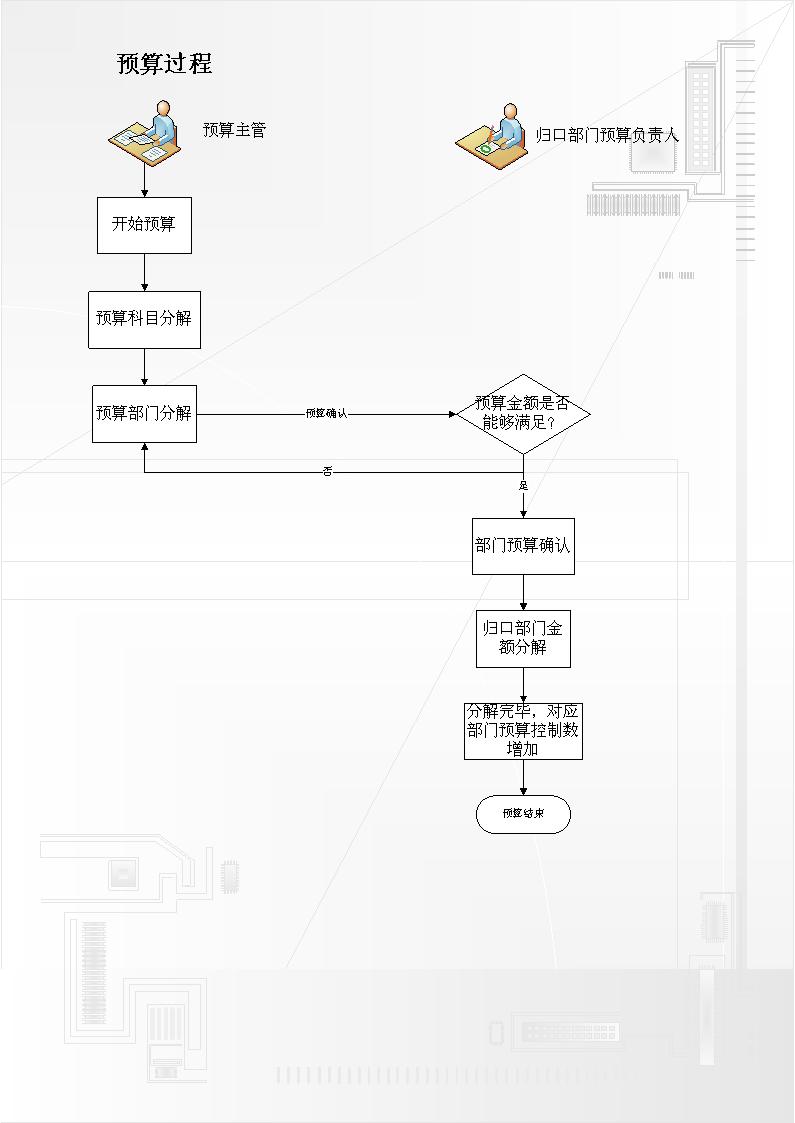 预算过程
预算主管
归口部门预算负责人
开始预算
预算科目分解
预算部门分解
预算确认
预算金额是否
能够满足?
否
是
部门预算确认
归口部门金
额分解
分解完毕，对应
部门预算控制数
增加
预算结束